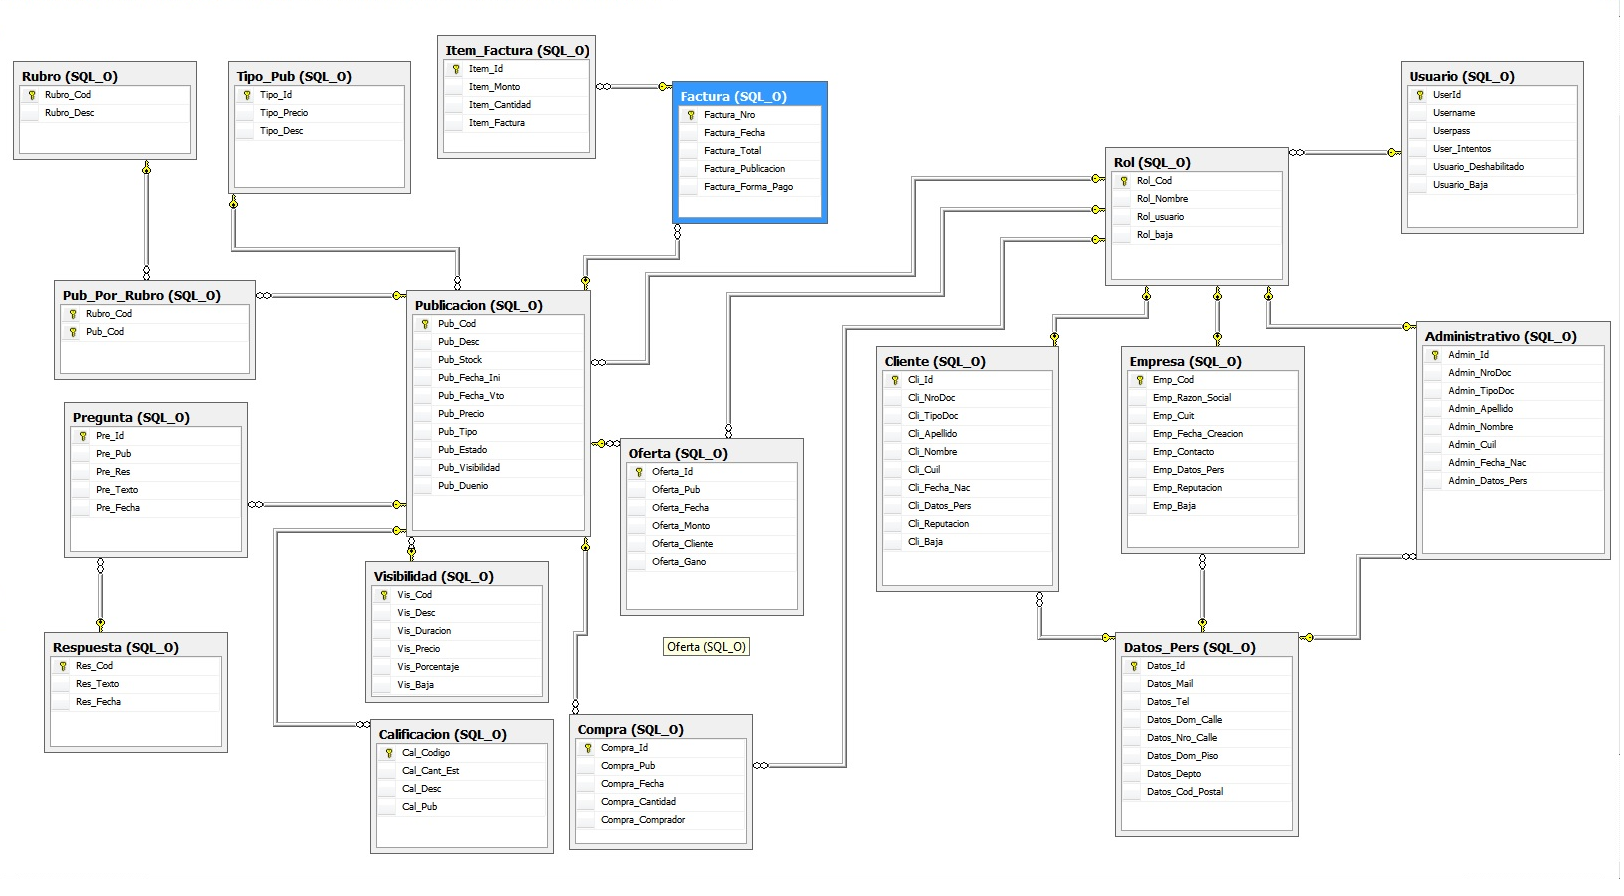 Item_Factura (SQL_O)
Item_Id
Item_Monto
Item_Cantidad
Item_Factura
Rubro (SQL_O)
Rubro_Cod
Rubro_Desc
Tipo_Pub (SQL_O)
Tipo_Id
Tipo_Precio
Tipo_Desc
Factura (SQL_O)
Factura_Nro
Factura_Fecha
Factura_Total
Factura_Publicacion
Factura_Forma_Pago
Usuario (SQL_O)
UserId
Username
Userpass
User_Intentos
Usuario_Deshabilitado
Usuario_Baja
Rol (SQL_O)
Rol_Cod
Rol_Nombre
Rol_usuario
Rol_baja
Pub_Por_Rubro (SQL_O)
Rubro_Cod
Pub_Cod
Publicacion (SQL_O)
Pub_Cod
Pub_Desc
Pub_Stock
Pub_Fecha_Ini
Pub_Fecha_Vto
Pub_Precio
Pub_Tipo
Pub_Estado
Pub_Visibilidad
Pub_Duenio
Administrativo (SQL_O)
Admin_Id
Admin_NroDoc
Admin_TipoDoc
Admin_Apellido
Admin_Nombre
Admin_Cuil
Admin_Fecha_Nac
Admin_Datos_Pers
Cliente (SQL_O)
Cli_Id
Cli_NroDoc
Cli_TipoDoc
Cli_Apellido
Cli_Nombre
Cli_Cuil
Cli_Fecha_Nac
Cli_Datos_Pers
Cli_Reputacion
Cli_Baja
Empresa (SQL_O)
Emp_Cod
Emp_Razon_Social
Emp_Cuit
Emp_Fecha_Creacion
Emp_Contacto
Emp_Datos_Pers
Emp_Reputacion
Emp_Baja
Pregunta (SQL_O)
Pre_Id
Pre_Pub
Pre_Res
Pre_Texto
Pre_Fecha
Oferta (SQL_O)
Oferta_Id
Oferta_Pub
Oferta_Fecha
Oferta_Monto
Oferta_Cliente
Oferta_Gano
Oferta (SQL_O)
Visibilidad (SQL_O)
Vis_Cod
Vis_Desc
Vis_Duracion
Vis_Precio
Vis_Porcentaje
Vis_Baja
Respuesta (SQL_O)
Res_Cod
Res_Texto
Res_Fecha
Datos_Pers (SQL_O)
Datos_Id
Datos_Mail
Datos_Tel
Datos_Dom_Calle
Datos_Nro_Calle
Datos_Dom_Piso
Datos_Depto
Datos_Cod_Postal
Calificacion (SQL_O)
Cal_Codigo
Cal_Cant_Est
Cal_Desc
Cal_Pub
Compra (SQL_O)
Compra_Id
Compra_Pub
Compra_Fecha
Compra_Cantidad
Compra_Comprador